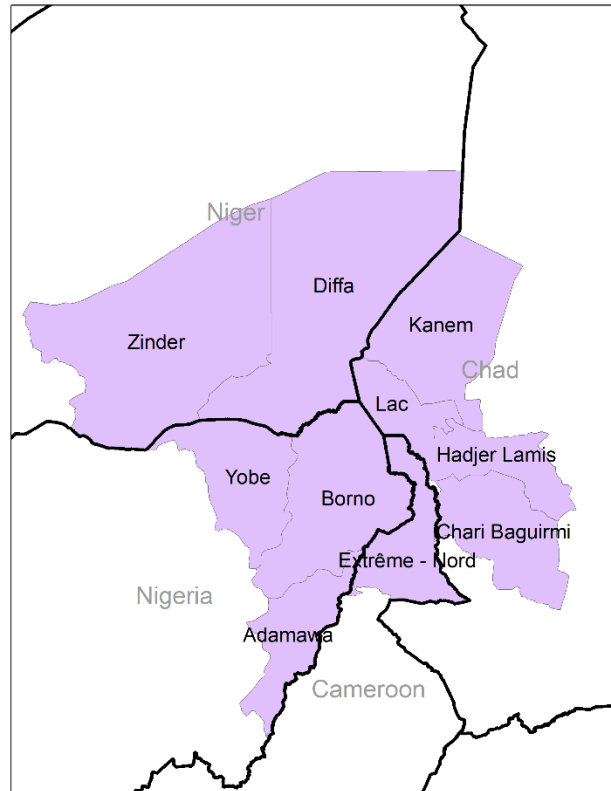 Niger
Diffa
Kanem
Zinder
Chad
Lac
Hadjer Lamis
Yobe
Borno
Chari Baguirmi
Extrême - Nord
Nigeria
Adamawa
Cameroon